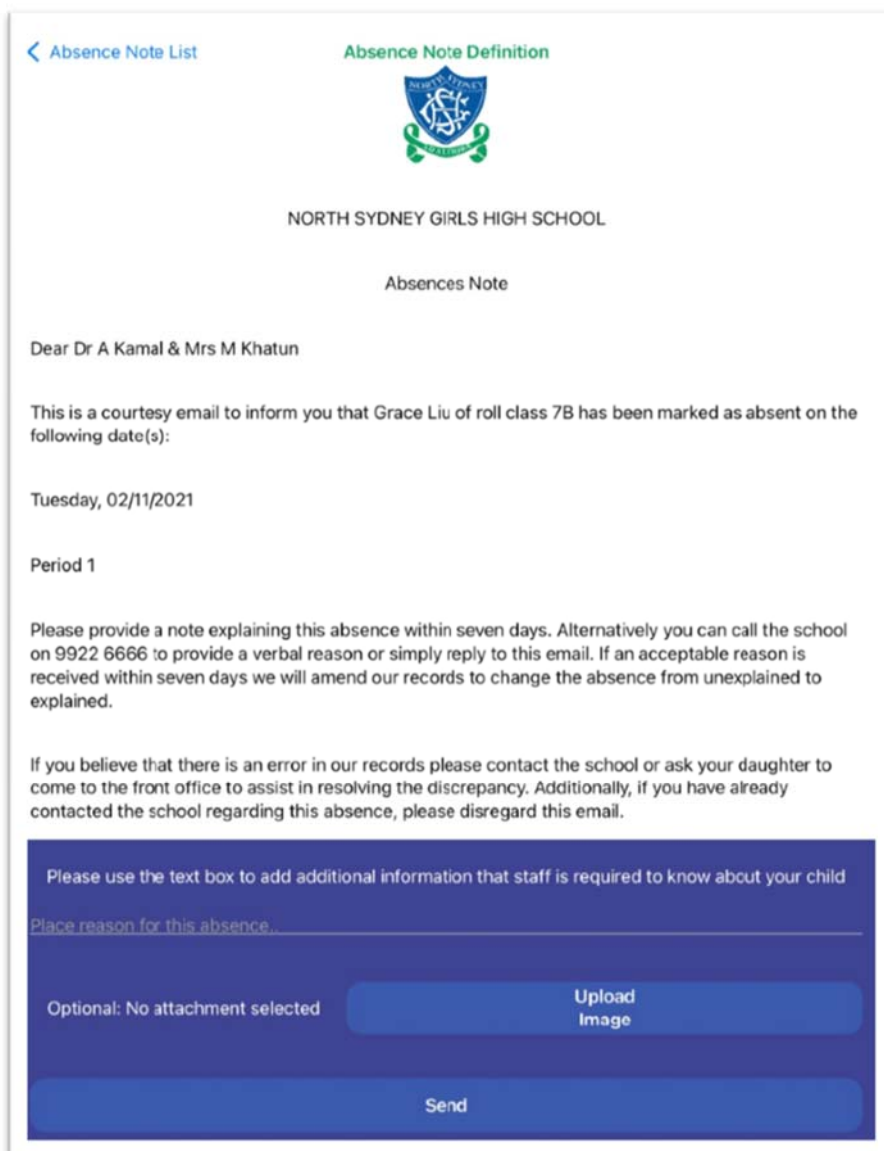 Absence Note List
Absence Note Definition
NORTH SYDNEY
NORTH SYDNEY GIRLS HIGH SCHOOL
Absences Note
Dear Dr A Kamal & Mrs M Khatun
This is a courtesy email to inform you that Grace Liu of roll class 7B has been marked as absent on the
following date(s):
Tuesday, 02/11/2021
Period 1
Please provide a note explaining this absence within seven days. Alternatively you can call the school
on 9922 6666 to provide a verbal reason or simply reply to this email. If an acceptable reason is
received within seven days we will amend our records to change the absence from unexplained to
explained.
If you believe that there is an error in our records please contact the school or ask your daughter to
come to the front office to assist in resolving the discrepancy. Additionally, if you have already
contacted the school regarding this absence, please disregard this email.
Please use the text box to add additional information that staff is required to know about your child
Place reason for this absence..
Optional: No attachment selected
Upload
Image
Send